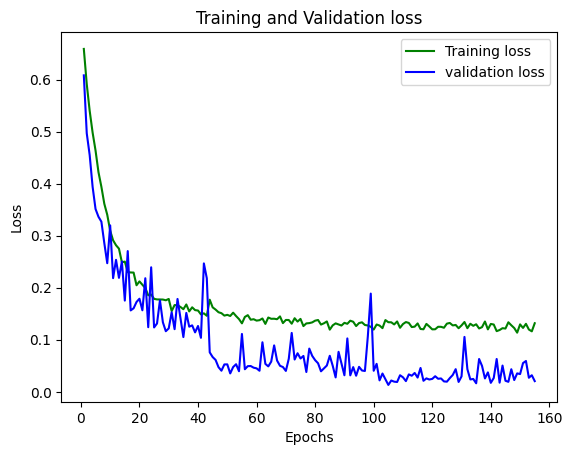 Training and Validation loss
Training loss
validation loss
0.6
0.5
0.4
0.3
0.2
0.1
0.0
Loss
0 20 40 60 80 100 120 140 160
Epochs